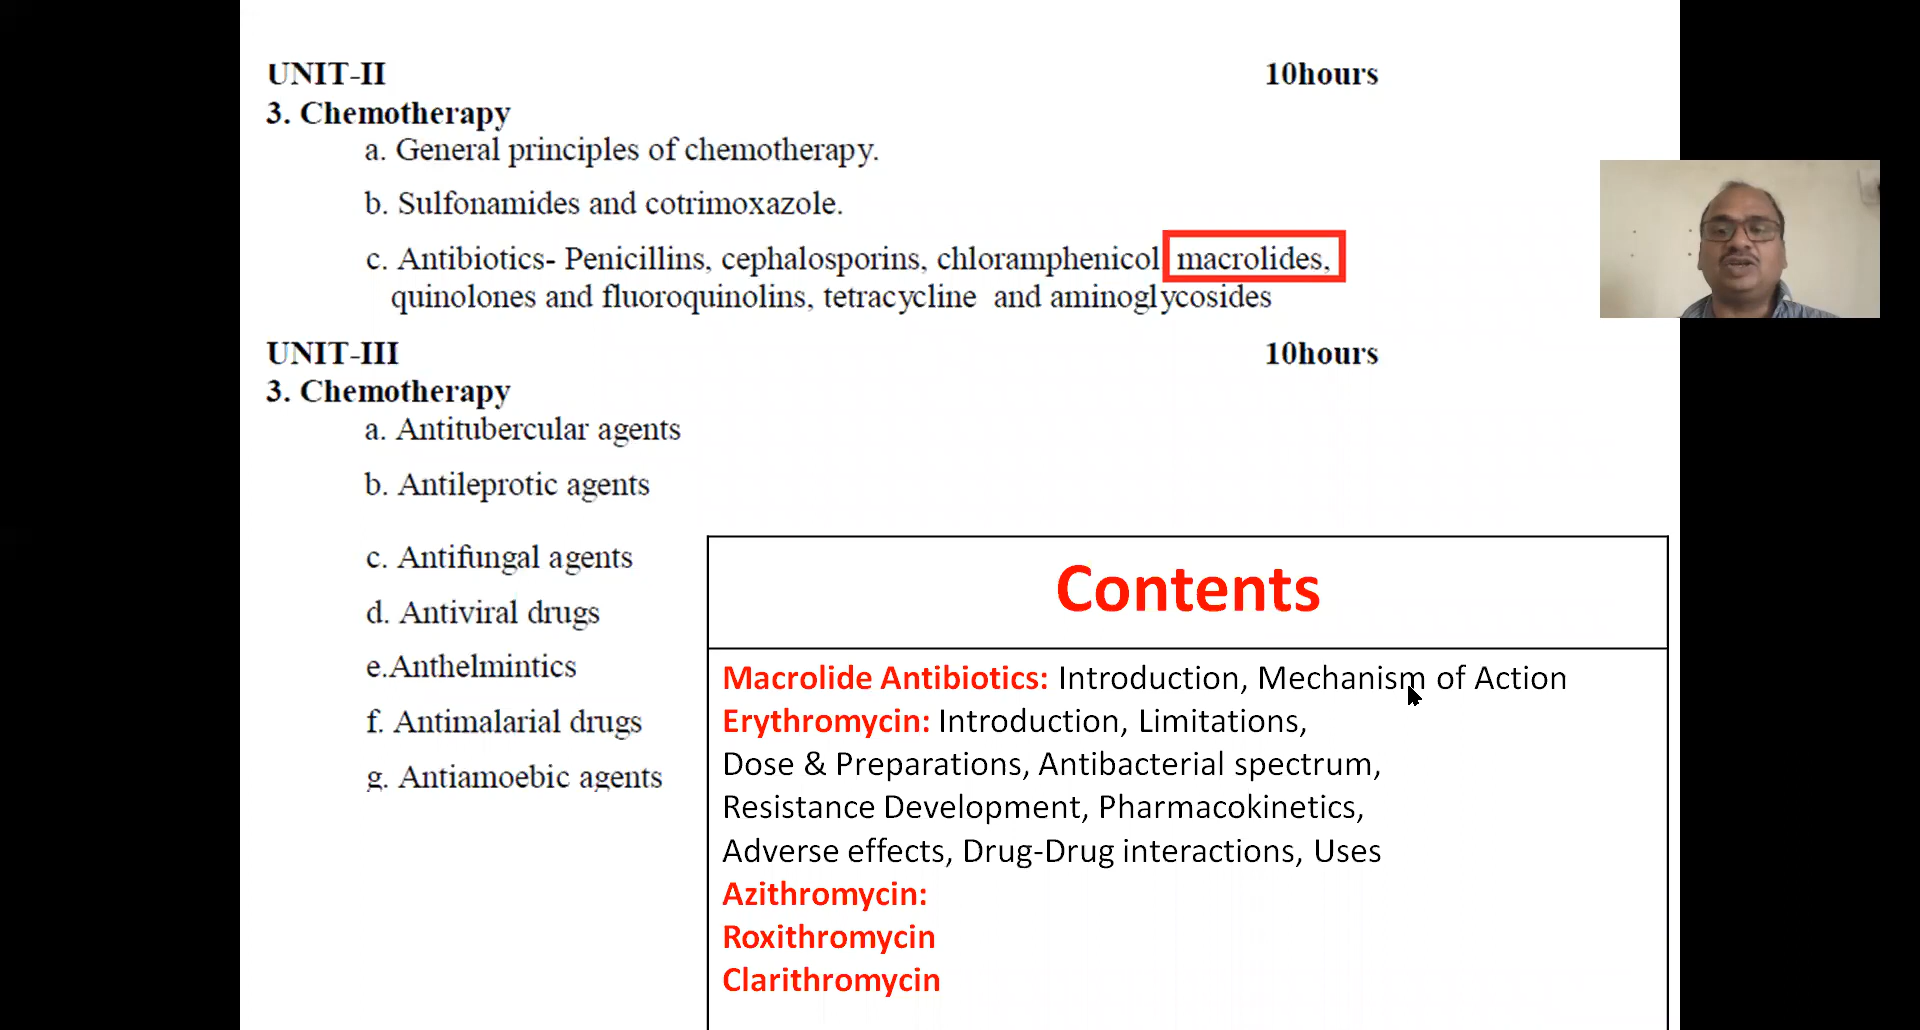 UNIT-II 10hours
3. Chemotherapy
a. General principles of chemotherapy.
b. Sulfonamides and cotrimoxazole.
c. Antibiotics- Penicillins, cephalosporins, chloramphenicol macrolides,
quinolones and fluoroquinolins, tetracycline and aminoglycosides
UNIT-III 10hours
3. Chemotherapy
a. Antitubercular agents
b. Antileprotic agents
c. Antifungal agents
d. Antiviral drugs
e.Anthelmintics
f. Antimalarial drugs
g. Antiamoebic agents
Contents
Macrolide Antibiotics: Introduction, Mechanism of Action
Erythromycin: Introduction, Limitations,
Dose & Preparations, Antibacterial spectrum,
Resistance Development, Pharmacokinetics,
Adverse effects, Drug-Drug interactions, Uses
Azithromycin:
Roxithromycin
Clarithromycin